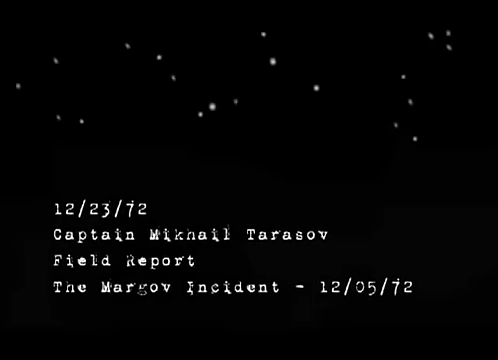 12/23/72
Captain Mikhail Tarasov
Field Report
The Margov Incident - 12/05/72